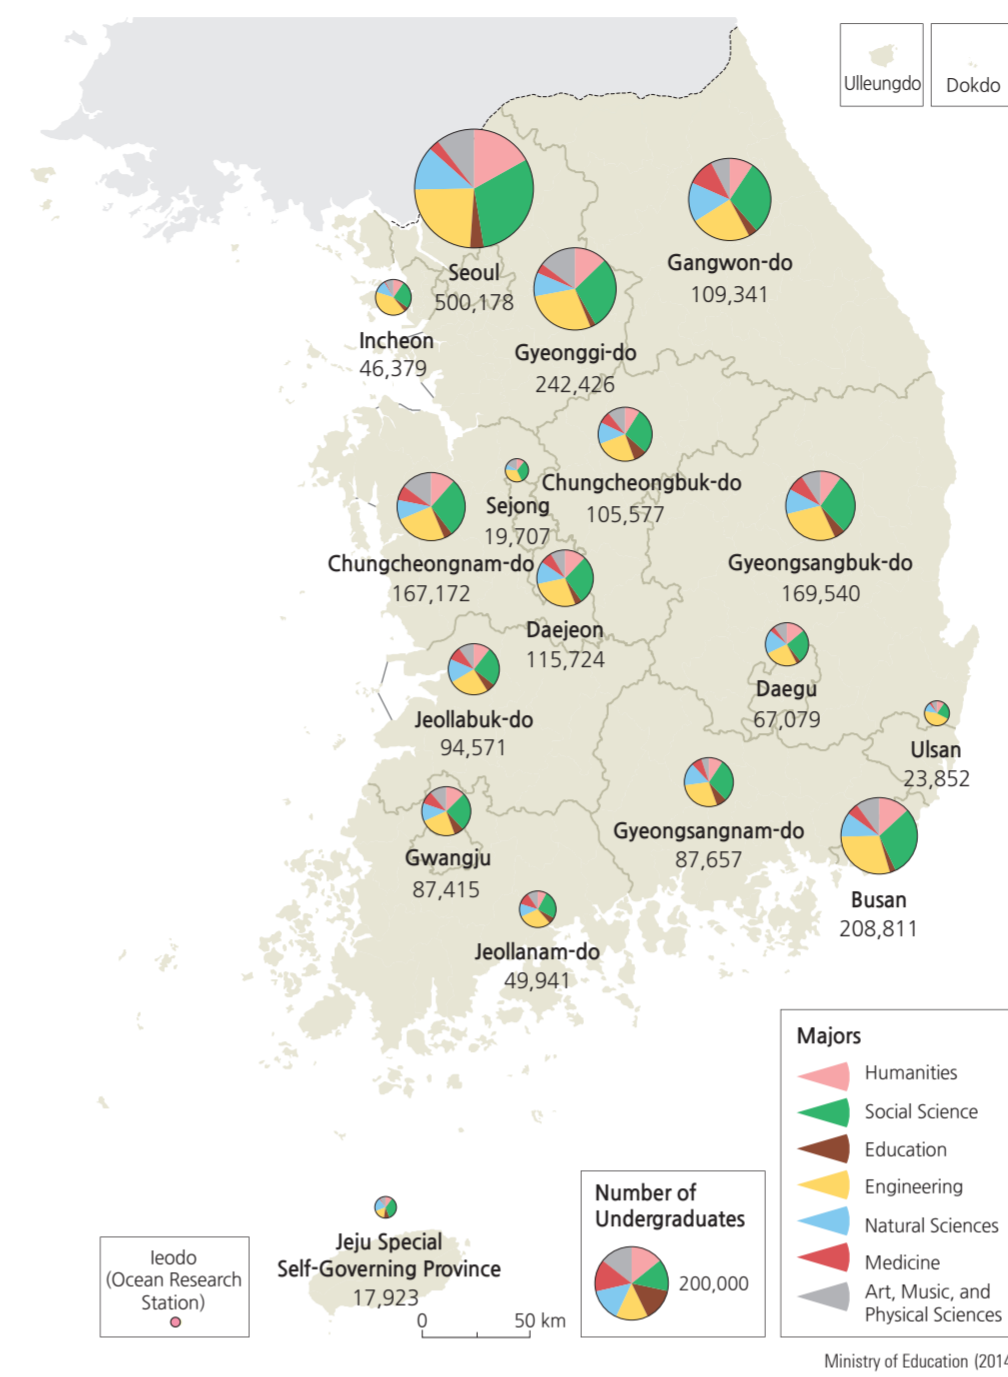 Ulleungdo
Dokdo
Seoul
500,178
Gangwon-do
109,341
Incheon
46,379
Gyeonggi-do
242,426
Chungcheongbuk-do
105,577
Sejong
19,707
Chungcheongnam-do
167,172
Gyeongsangbuk-do
169,540
Daejeon
115,724
Daegu
67,079
Jeollabuk-do
94,571
Ulsan
23,852
Gyeongsangnam-do
87,657
Gwangju
87,415
Busan
208,811
Jeollanam-do
49,941
Majors
Humanities
Social Science
Education
Engineering
Natural Sciences
Medicine
Art, Music, and
Physical Sciences
Number of
Undergraduates
200,000
Jeju Special
Self-Governing Province
17,923
Ieodo
(Ocean Research
Station)
0 50 km
Ministry of Education (2014